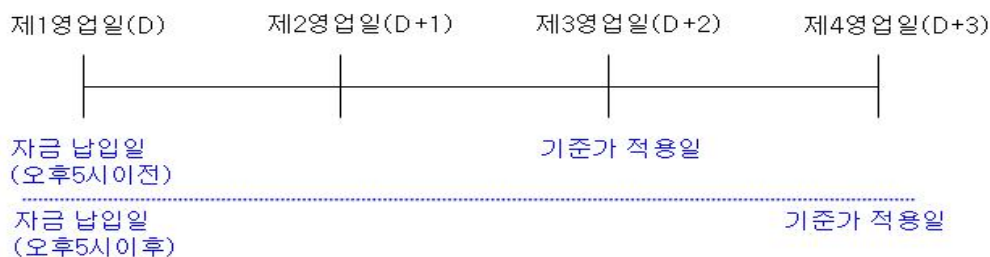 제1영업일(D) 제2영업일(D+1) 제3영업일(D+2) 제4영업일(D+3)
자금 납입일 기준가 적용일
(오후5시이전)
자금 납입일 기준가 적용일
(오후5시이후)